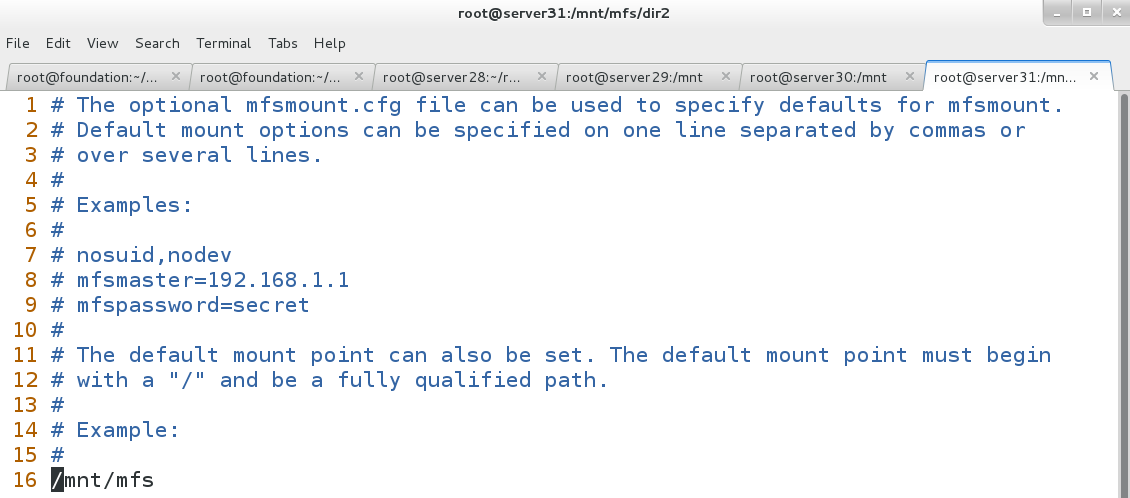 root@server31:/mnt/mfs/dir2
File Edit View Search Terminal Tabs Help
root@foundation:~/... root@foundation:~/... root@server28:~/r... root@server29:/mnt root@server30:/mnt root@server31:/mn...
1 # The optional mfsmount.cfg file can be used to specify defaults for mfsmount.
2 # Default mount options can be specified on one line separated by commas or
3 # over several lines.
4 #
5 # Examples:
6 #
7 # nosuid,nodev
8 # mfsmaster=192.168.1.1
9 # mfspassword=secret
10 #
11 # The default mount point can also be set. The default mount point must begin
12 # with a "/" and be a fully qualified path.
13 #
14 # Example:
15 #
16 /mnt/mfs